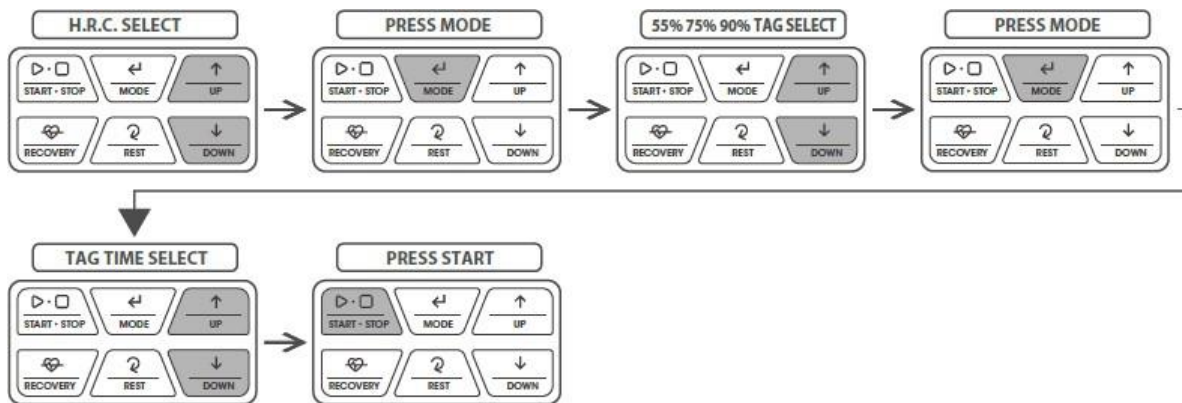 H.R.C. SELECT
PRESS MODE
55% 75% 90% TAG SELECT
PRESS MODE
START • STOP MODE UP
RECOVERY REST DOWN
START • STOP MODE UP
RECOVERY REST DOWN
START • STOP MODE UP
RECOVERY REST DOWN
START • STOP MODE UP
RECOVERY REST DOWN
TAG TIME SELECT
PRESS START
START • STOP MODE UP
RECOVERY REST DOWN
START • STOP MODE UP
RECOVERY REST DOWN